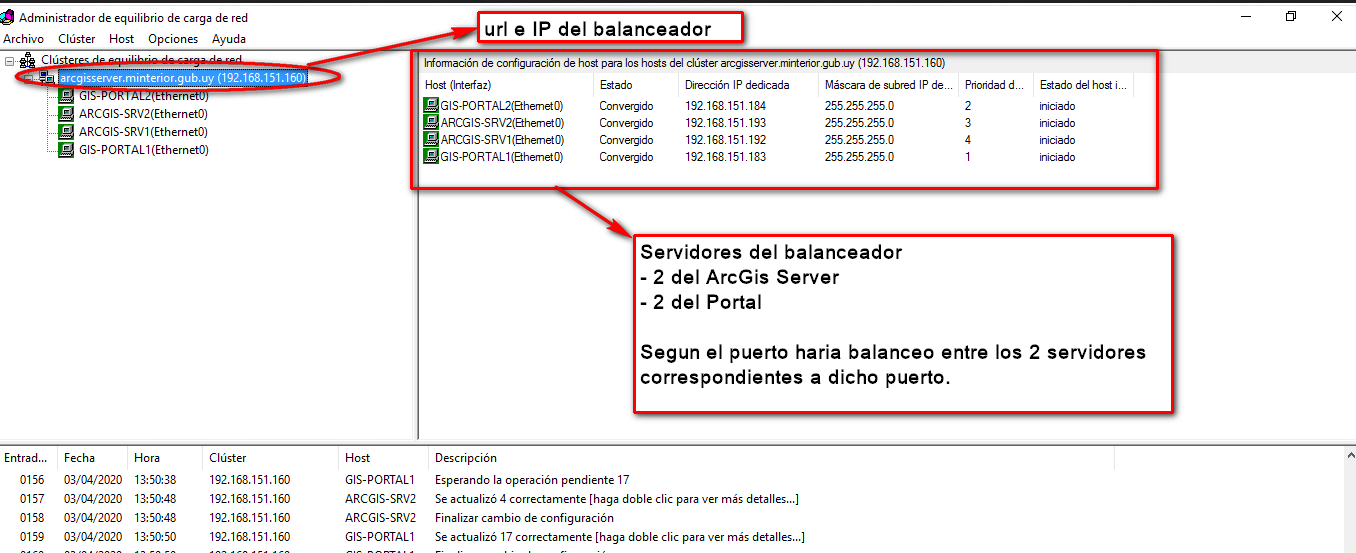 Administrador de equilibrio de carga de red
Archivo Clúster Host Opciones Ayuda
url e IP del balanceador
Clústeres de equilibrio de carga de red
arcgisserver.minterior.gub.uy (192.168.151.160)
GIS-PORTAL2(Ethernet0)
ARCGIS-SRV2(Ethernet0)
ARCGIS-SRV1(Ethernet0)
GIS-PORTAL1(Ethernet0)
Información de configuración de host para los hosts del clúster arcgisserver.minterior.gub.uy (192.168.151.160)
Host (Interfaz) Estado Dirección IP dedicada Máscara de subred IP de... Prioridad d... Estado del host i...
GIS-PORTAL2(Ethernet0) Convergido 192.168.151.184 255.255.255.0 2 iniciado
ARCGIS-SRV2(Ethernet0) Convergido 192.168.151.193 255.255.255.0 3 iniciado
ARCGIS-SRV1(Ethernet0) Convergido 192.168.151.192 255.255.255.0 4 iniciado
GIS-PORTAL1(Ethernet0) Convergido 192.168.151.183 255.255.255.0 1 iniciado
Servidores del balanceador
- 2 del ArcGis Server
- 2 del Portal
Segun el puerto haria balanceo entre los 2 servidores
correspondientes a dicho puerto.
Entrad... Fecha Hora Clúster Host Descripción
0156 03/04/2020 13:50:38 192.168.151.160 GIS-PORTAL1 Esperando la operación pendiente 17
0157 03/04/2020 13:50:48 192.168.151.160 ARCGIS-SRV2 Se actualizó 4 correctamente [haga doble clic para ver más detalles...]
0158 03/04/2020 13:50:48 192.168.151.160 ARCGIS-SRV2 Finalizar cambio de configuración
0159 03/04/2020 13:50:50 192.168.151.160 GIS-PORTAL1 Se actualizó 17 correctamente [haga doble clic para ver más detalles...]